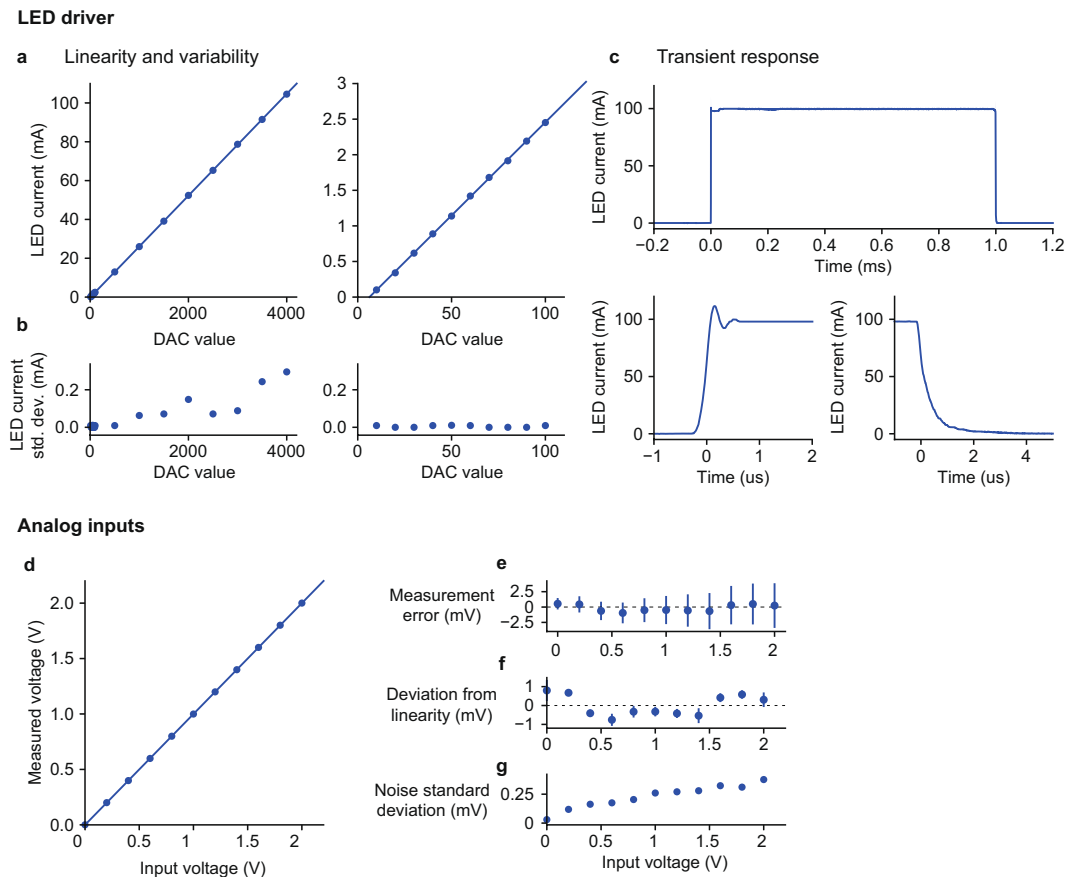 LED driver
a Linearity and variability
LED current (mA)
100
80
60
40
20
0
0 2000 4000
DAC value
3
2.5
2
1.5
1
0.5
0
0 50 100
DAC value
b
LED current
std. dev. (mA)
0.2
0.0
0 2000 4000
DAC value
0.2
0.0
0 50 100
DAC value
c Transient response
LED current (mA)
100
50
0
−0.2 0.0 0.2 0.4 0.6 0.8 1.0 1.2
Time (ms)
LED current (mA)
100
50
0
−1 0 1 2
Time (us)
LED current (mA)
100
50
0
0 2 4
Time (us)
Analog inputs
d
Measured voltage (V)
2.0
1.5
1.0
0.5
0.0
0 0.5 1 1.5 2
Input voltage (V)
e
Measurement
error (mV)
2.5
0
−2.5
0 0.5 1 1.5 2
f
Deviation from
linearity (mV)
1
0
−1
0 0.5 1 1.5 2
g
Noise standard
deviation (mV)
0.25
0
0 0.5 1 1.5 2
Input voltage (V)